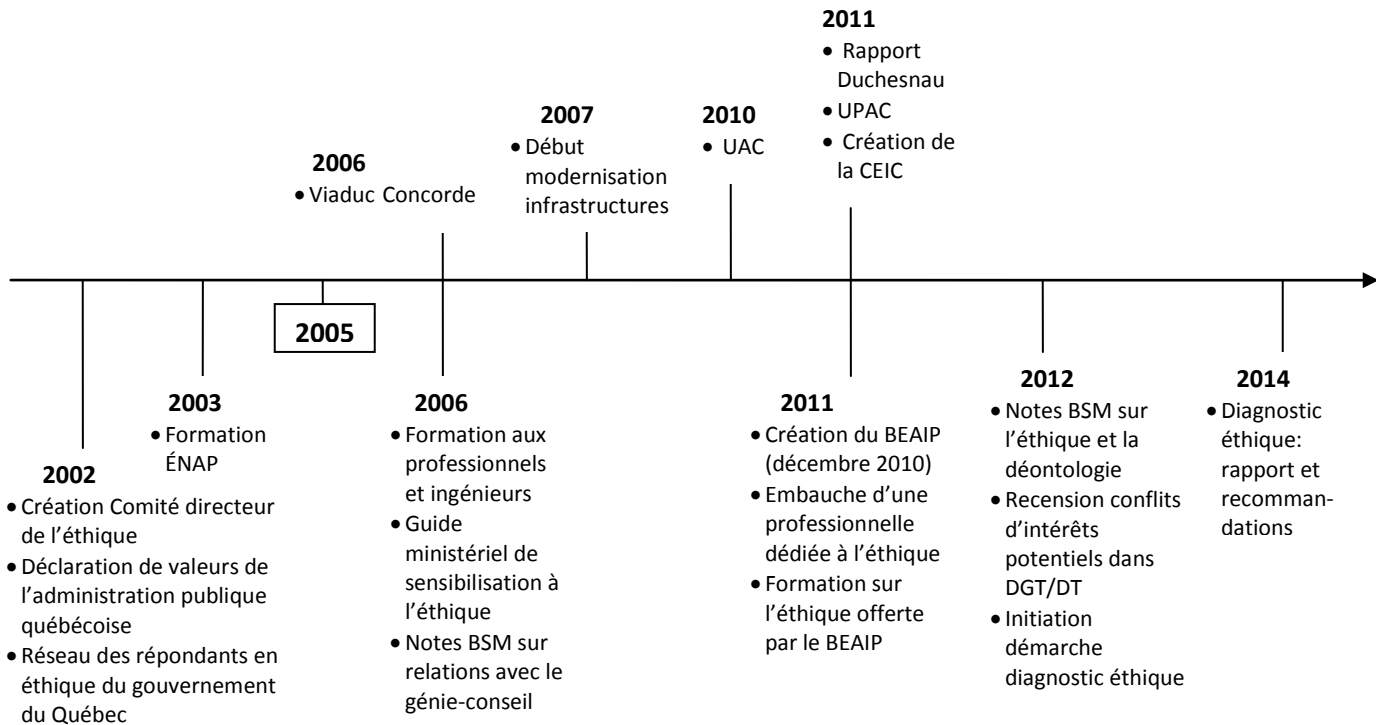 2011
• Rapport
Duchesnau
• UPAC
• Création de
la CEIC
2010
• UAC
2007
• Début
modernisation
infrastructures
2006
• Viaduc Concorde
2005
2002
• Création Comité directeur
de l’éthique
• Déclaration de valeurs de
l’administration publique
québécoise
• Réseau des répondants en
éthique du gouvernement
du Québec
2003
• Formation
ÉNAP
2006
• Formation aux
professionnels
et ingénieurs
• Guide
ministériel de
sensibilisation à
l’éthique
• Notes BSM sur
relations avec le
génie-conseil
2011
• Création du BEAIP
(décembre 2010)
• Embauche d’une
professionnelle
dédiée à l’éthique
• Formation sur
l’éthique offerte
par le BEAIP
2012
• Notes BSM sur
l’éthique et la
déontologie
• Recension conflits
d’intérêts
potentiels dans
DGT/DT
• Initiation
démarche
diagnostic éthique
2014
• Diagnostic
éthique:
rapport et
recomman-
dations